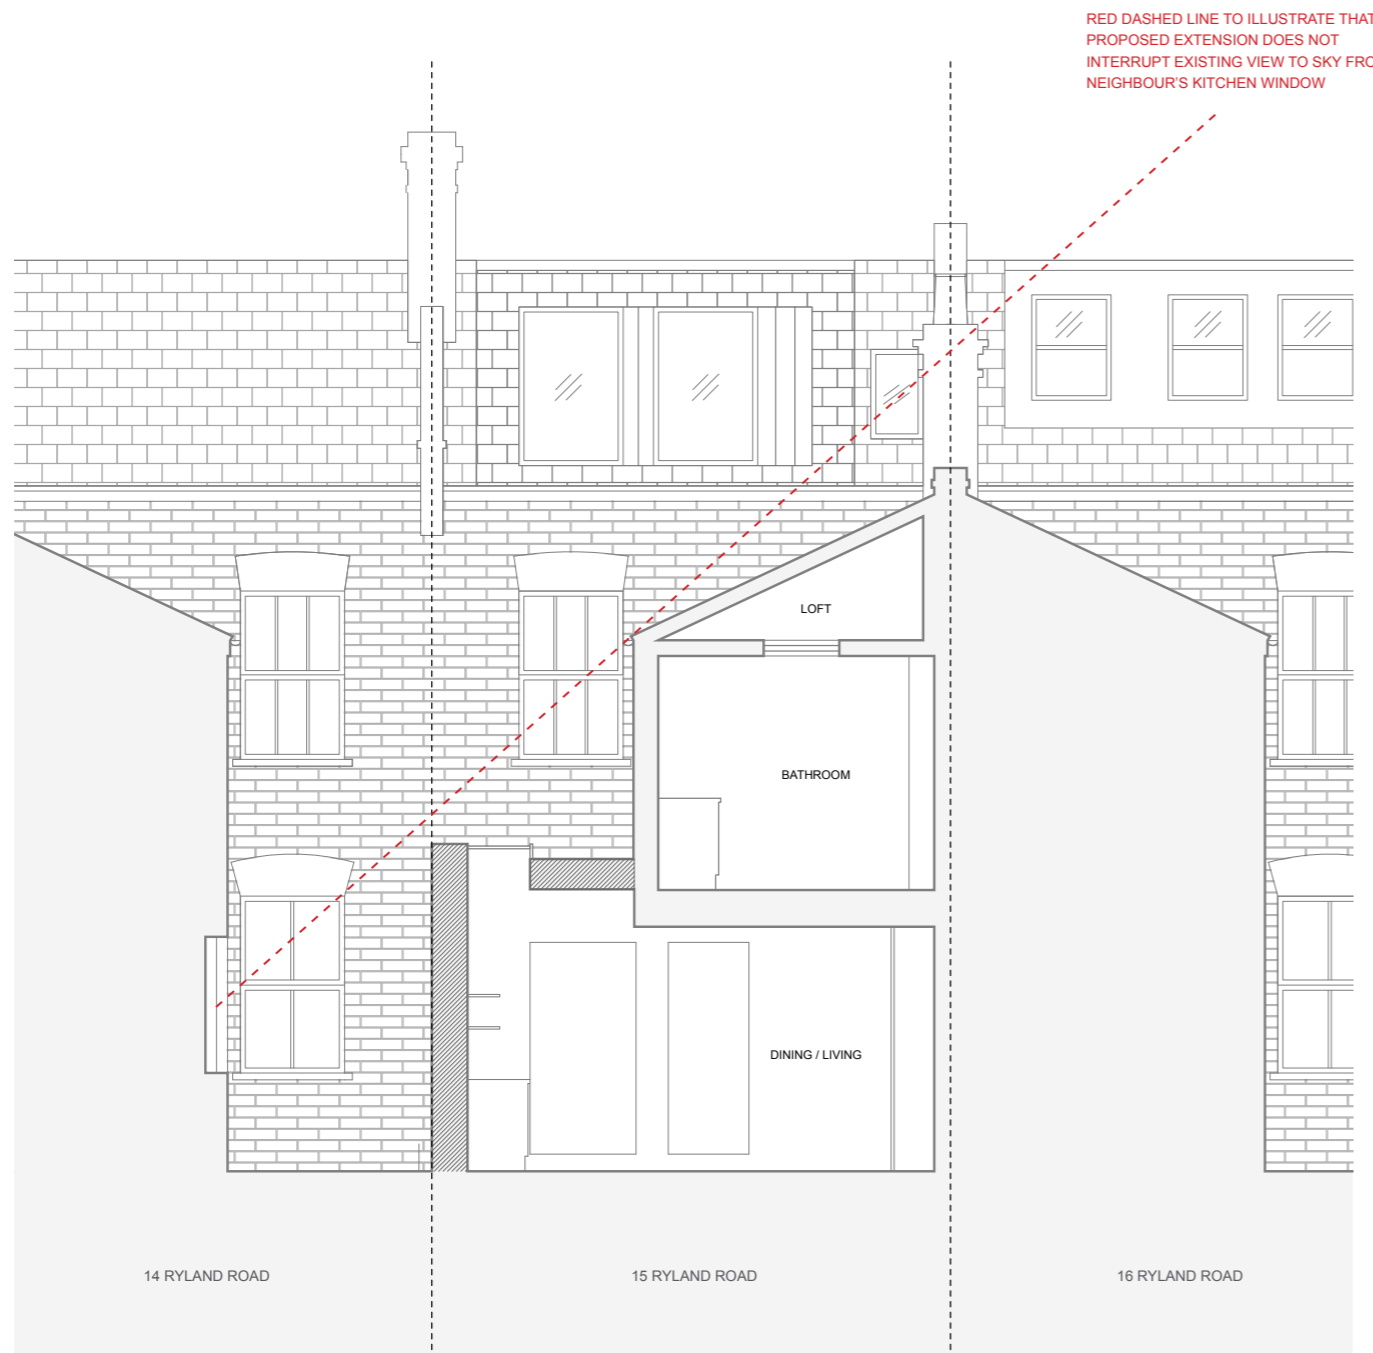 RED DASHED LINE TO ILLUSTRATE THAT
PROPOSED EXTENSION DOES NOT
INTERRUPT EXISTING VIEW TO SKY
NEIGHBOUR'S KITCHEN WINDOW
LOFT
BATHROOM
DINING / LIVING
14 RYLAND ROAD
15 RYLAND ROAD
16 RYLAND ROAD